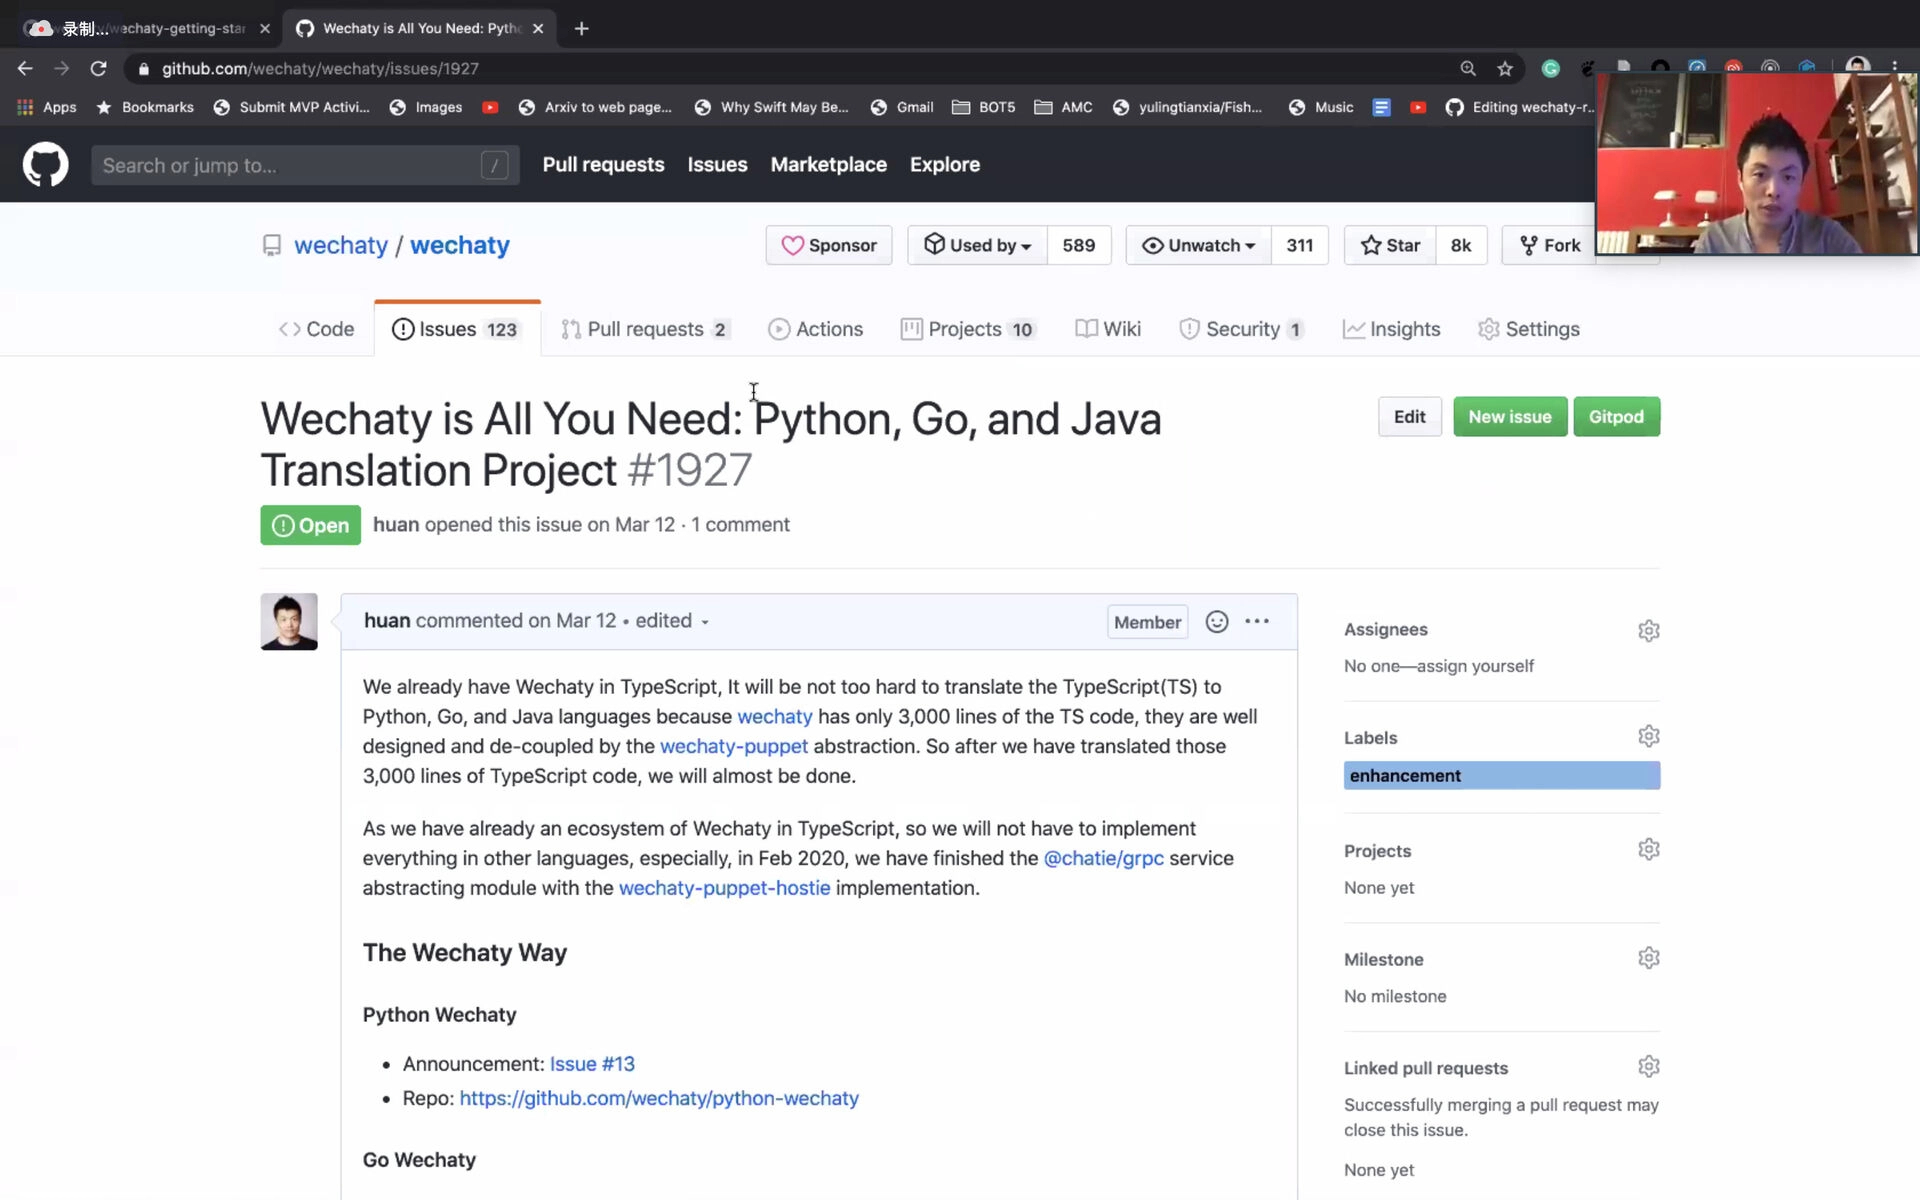 录制... wechaty-getting-star
Wechaty is All You Need: Pyth
github.com/wechaty/wechaty/issues/1927
Apps Bookmarks Submit MVP Activi... Images Arxiv to web page... Why Swift May Be... Gmail BOT5 AMC yulingtianxia/Fish... Music Editing wechaty-r...
Search or jump to... / Pull requests Issues Marketplace Explore
wechaty / wechaty Sponsor Used by 589 Unwatch 311 Star 8k Fork
Code Issues 123 Pull requests 2 Actions Projects 10 Wiki Security 1 Insights Settings
Wechaty is All You Need: Python, Go, and Java
Translation Project #1927
Edit New issue Gitpod
Open huan opened this issue on Mar 12 · 1 comment
huan commented on Mar 12 • edited Member
We already have Wechaty in TypeScript, It will be not too hard to translate the TypeScript(TS) to
Python, Go, and Java languages because wechaty has only 3,000 lines of the TS code, they are well
designed and de-coupled by the wechaty-puppet abstraction. So after we have translated those
3,000 lines of TypeScript code, we will almost be done.
As we have already an ecosystem of Wechaty in TypeScript, so we will not have to implement
everything in other languages, especially, in Feb 2020, we have finished the @chatie/grpc service
abstracting module with the wechaty-puppet-hostie implementation.
The Wechaty Way
Python Wechaty
• Announcement: Issue #13
• Repo: https://github.com/wechaty/python-wechaty
Go Wechaty
Assignees
No one—assign yourself
Labels
enhancement
Projects
None yet
Milestone
No milestone
Linked pull requests
Successfully merging a pull request may
close this issue.
None yet